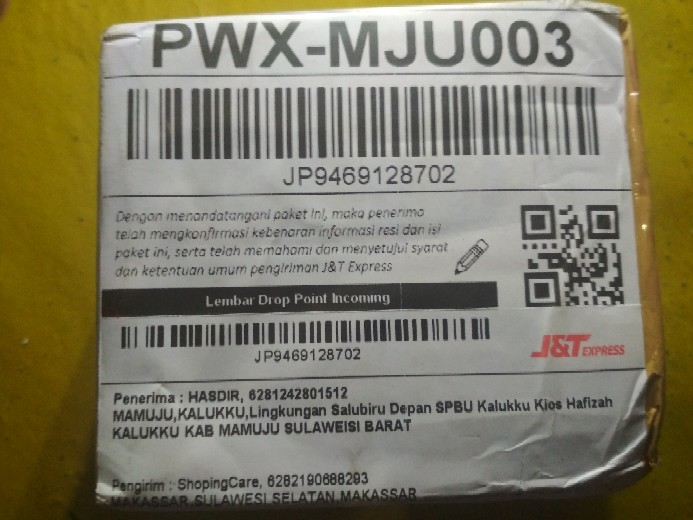 PWX-MJU003
JP9469128702
Dengan menandatangani paket ini, maka penerima
telah mengkonfirmasi kebenaran informasi resi dan isi
paket ini, serta telah memahami dan menyetujui syarat
dan ketentuan umum pengiriman J&T Express
Lembar Drop Point Incoming
JP9469128702
J&T EXPRESS
Penerima : HASDIR, 6281242801512
MAMUJU,KALUKKU,Lingkungan Salubiru Depan SPBU Kalukku Kios Hafizah
KALUKKU KAB MAMUJU SULAWEISI BARAT
Pengirim : ShopingCare, 6282190688293
MAKASSAR,SULAWESI SELATAN,MAKASSAR